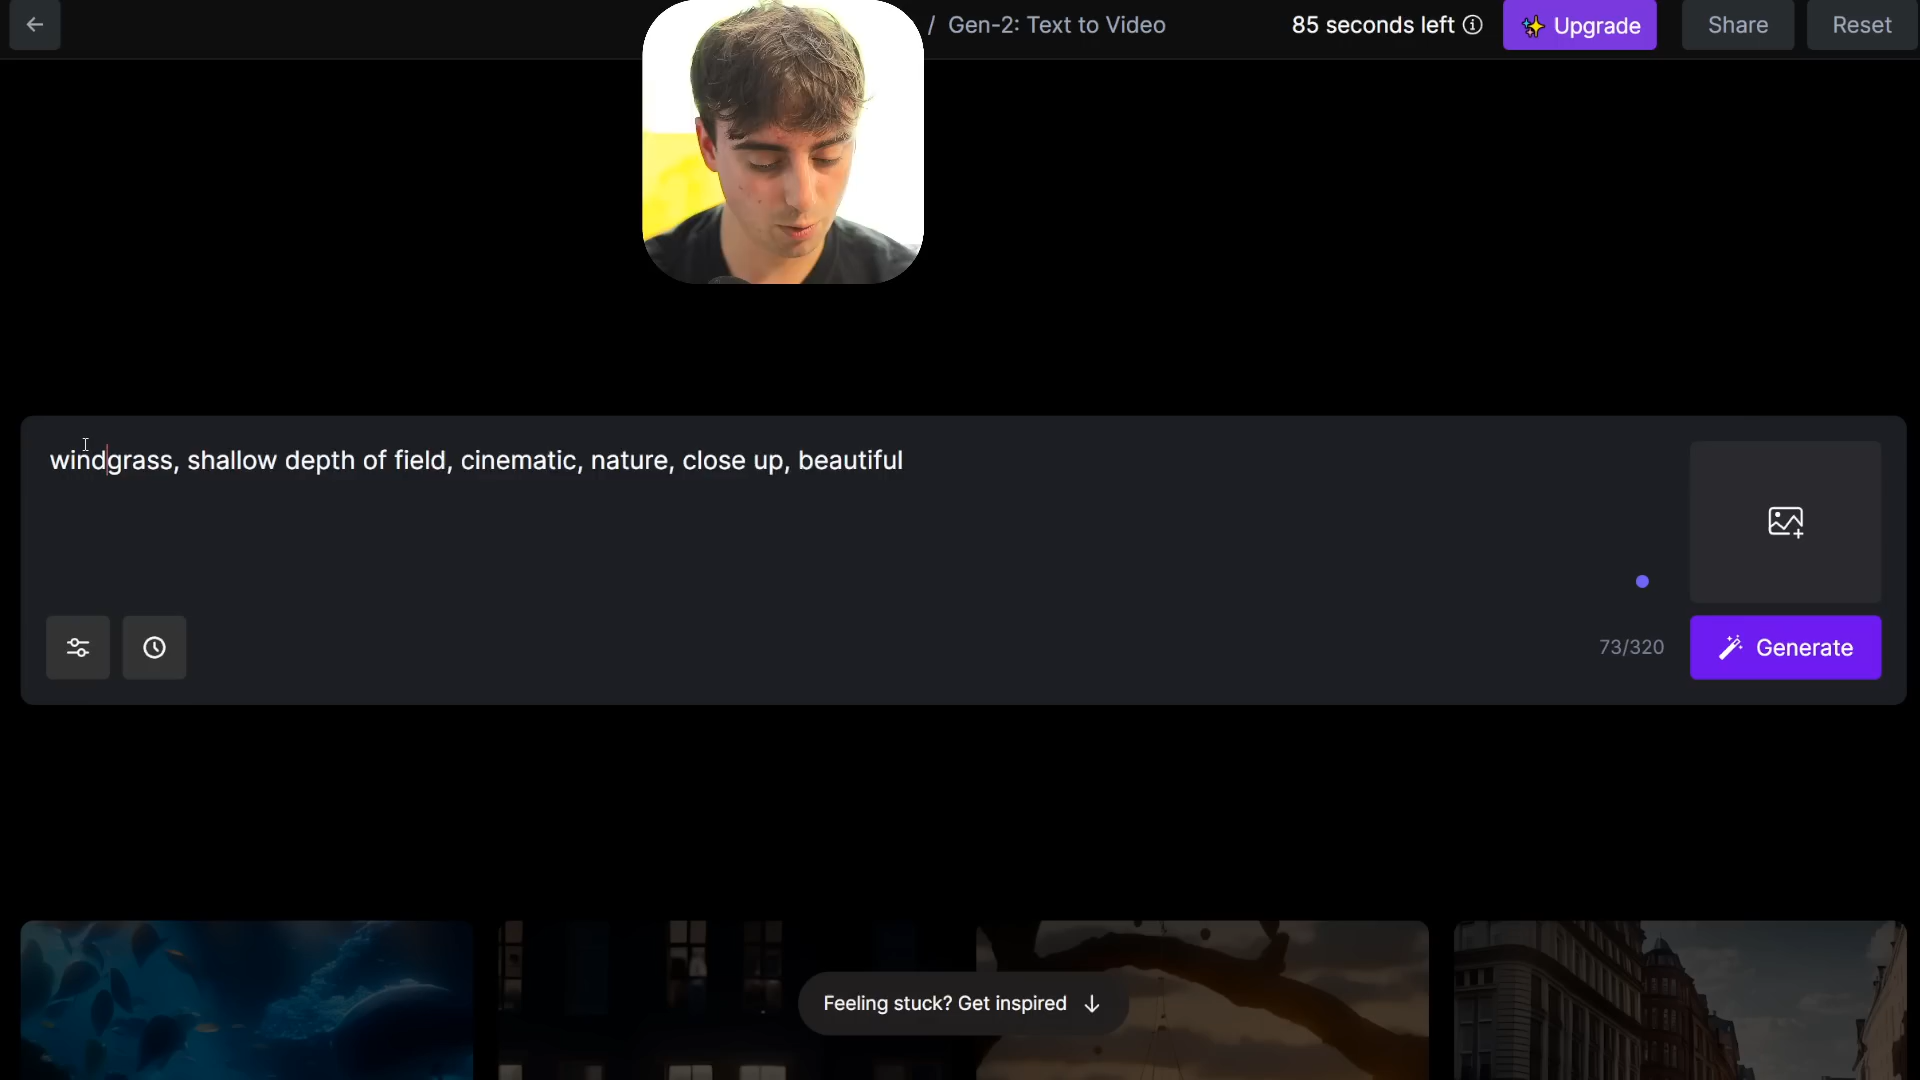 / Gen-2: Text to Video
85 seconds left
Upgrade
Share
Reset
windgrass, shallow depth of field, cinematic, nature, close up, beautiful
73/320
Generate
Feeling stuck? Get inspired ↓